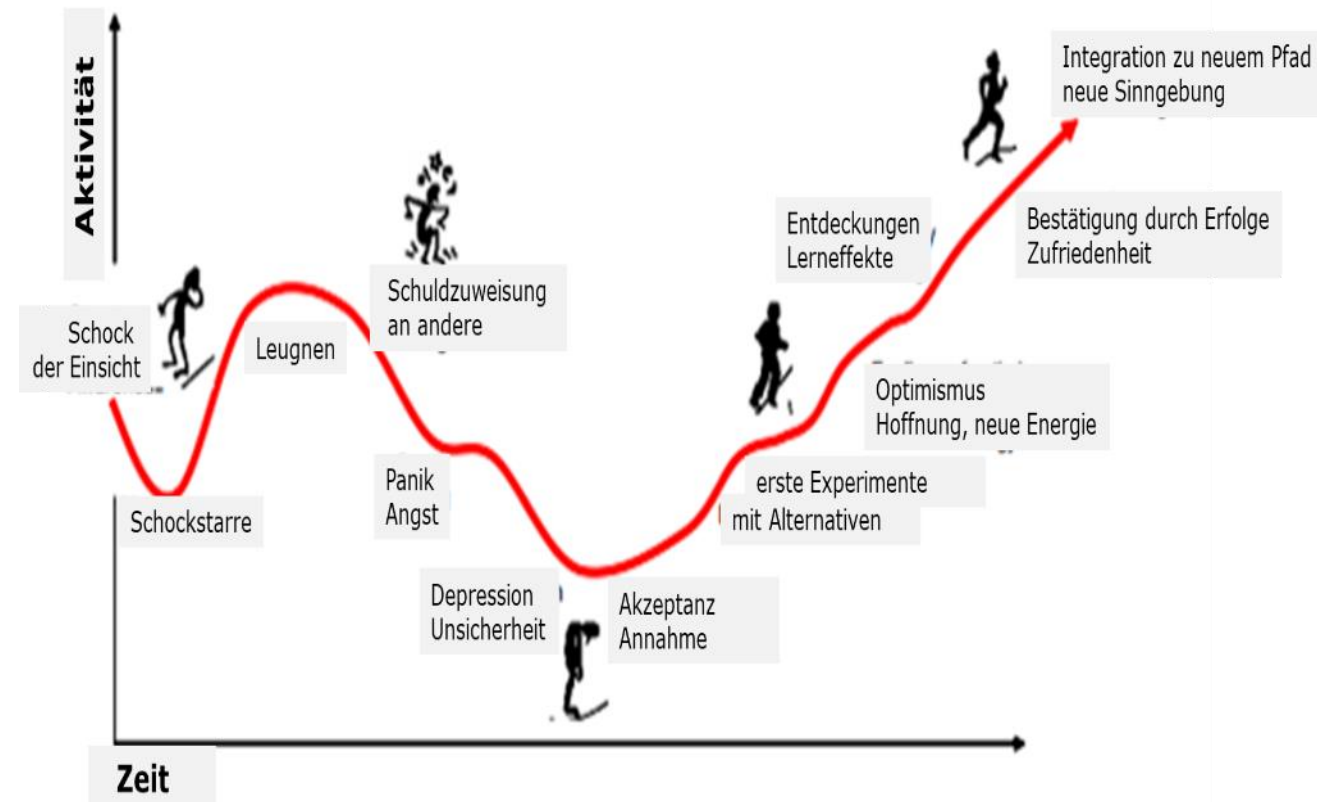 Aktivität
Schock
der Einsicht
Schockstarre
Leugnen
Schuldzuweisung
an andere
Panik
Angst
Depression
Unsicherheit
Akzeptanz
Annahme
erste Experimente
mit Alternativen
Optimismus
Hoffnung, neue Energie
Entdeckungen
Lerneffekte
Bestätigung durch Erfolge
Zufriedenheit
Integration zu neuem Pfad
neue Sinngebung
Zeit